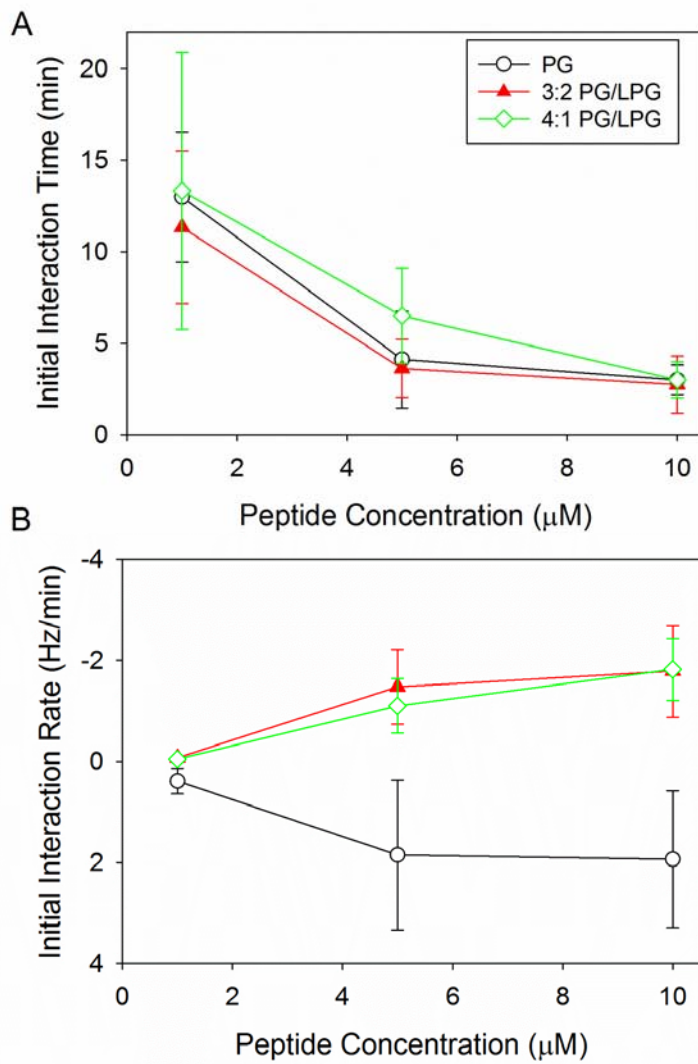 A
20
15
10
5
0
Initial Interaction Time (min)
PG
3:2 PG/LPG
4:1 PG/LPG
0 2 4 6 8 10
Peptide Concentration (μM)
B
-4
-2
0
2
4
Initial Interaction Rate (Hz/min)
0 2 4 6 8 10
Peptide Concentration (μM)